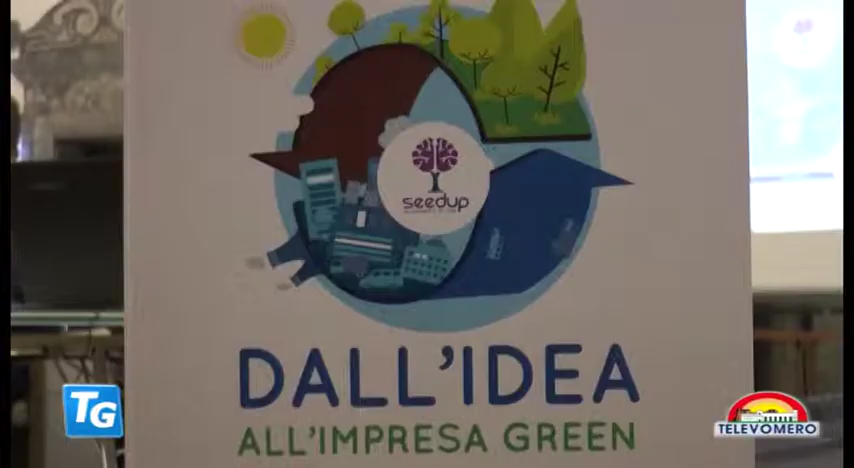 seedup
DALL'IDEA
ALL'IMPRESA GREEN
TG
TELEVOMERO